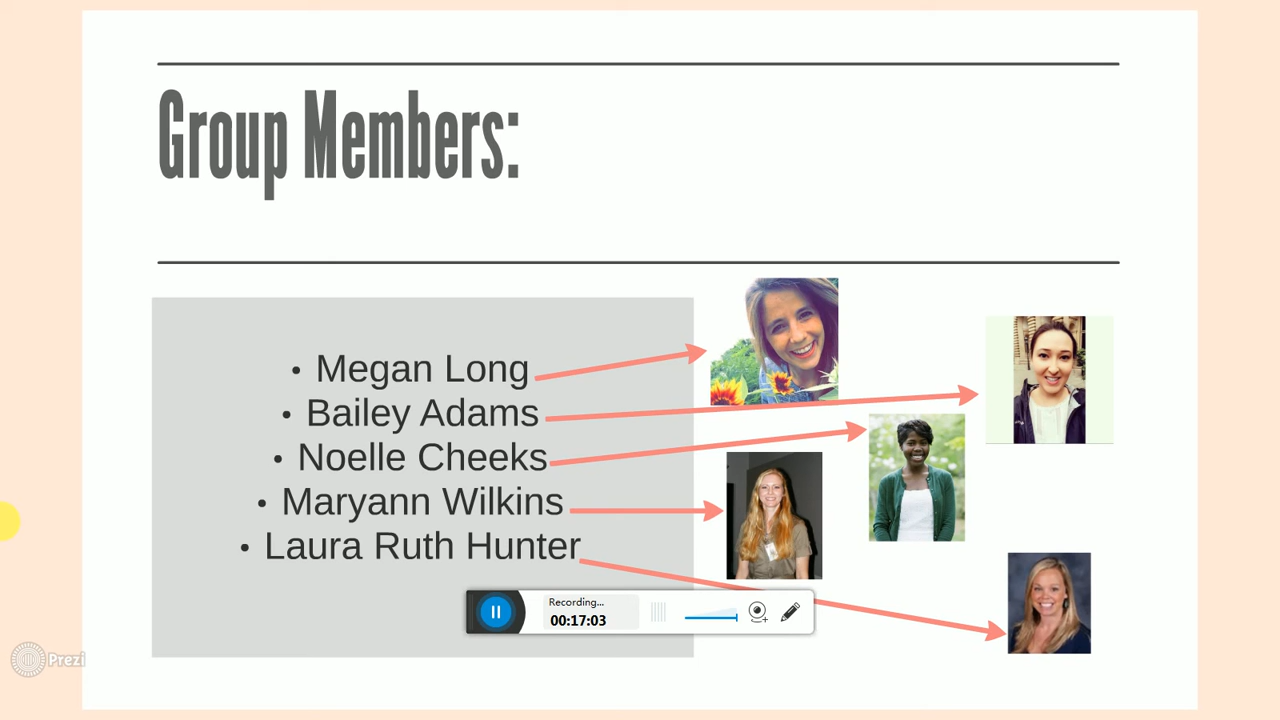 Group Members:
• Megan Long
• Bailey Adams
• Noelle Cheeks
• Maryann Wilkins
• Laura Ruth Hunter
Recording...
00:17:03
Prezi